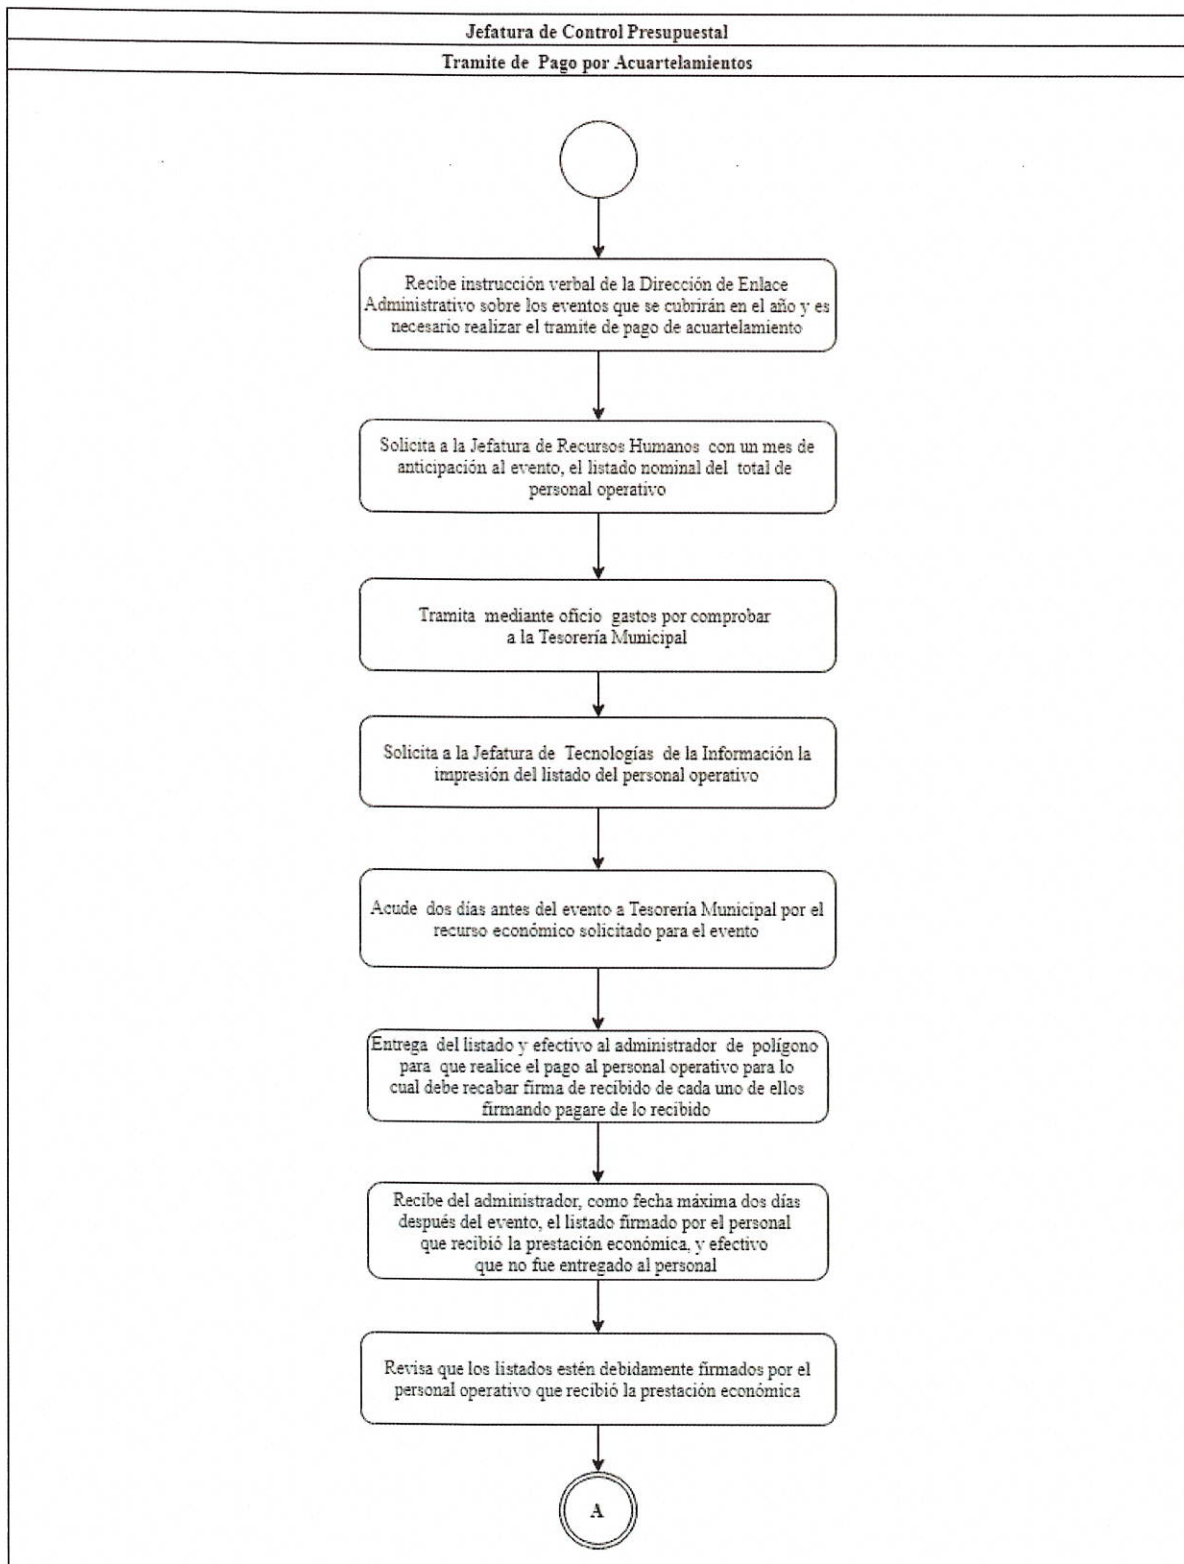 Jefatura de Control Presupuestal
Tramite de Pago por Acuartelamientos
Recibe instrucción verbal de la Dirección de Enlace
Administrativo sobre los eventos que se cubrirán en el año y es
necesario realizar el tramite de pago de acuartelamiento
Solicita a la Jefatura de Recursos Humanos con un mes de
anticipación al evento, el listado nominal del total de
personal operativo
Tramita mediante oficio gastos por comprobar
a la Tesorería Municipal
Solicita a la Jefatura de Tecnologías de la Información la
impresión del listado del personal operativo
Acude dos días antes del evento a Tesorería Municipal por el
recurso económico solicitado para el evento
Entrega del listado y efectivo al administrador de polígono
para que realice el pago al personal operativo para lo
cual debe recabar firma de recibido de cada uno de ellos
firmando pagare de lo recibido
Recibe del administrador, como fecha máxima dos días
después del evento, el listado firmado por el personal
que recibió la prestación económica, y efectivo
que no fue entregado al personal
Revisa que los listados estén debidamente firmados por el
personal operativo que recibió la prestación económica
A